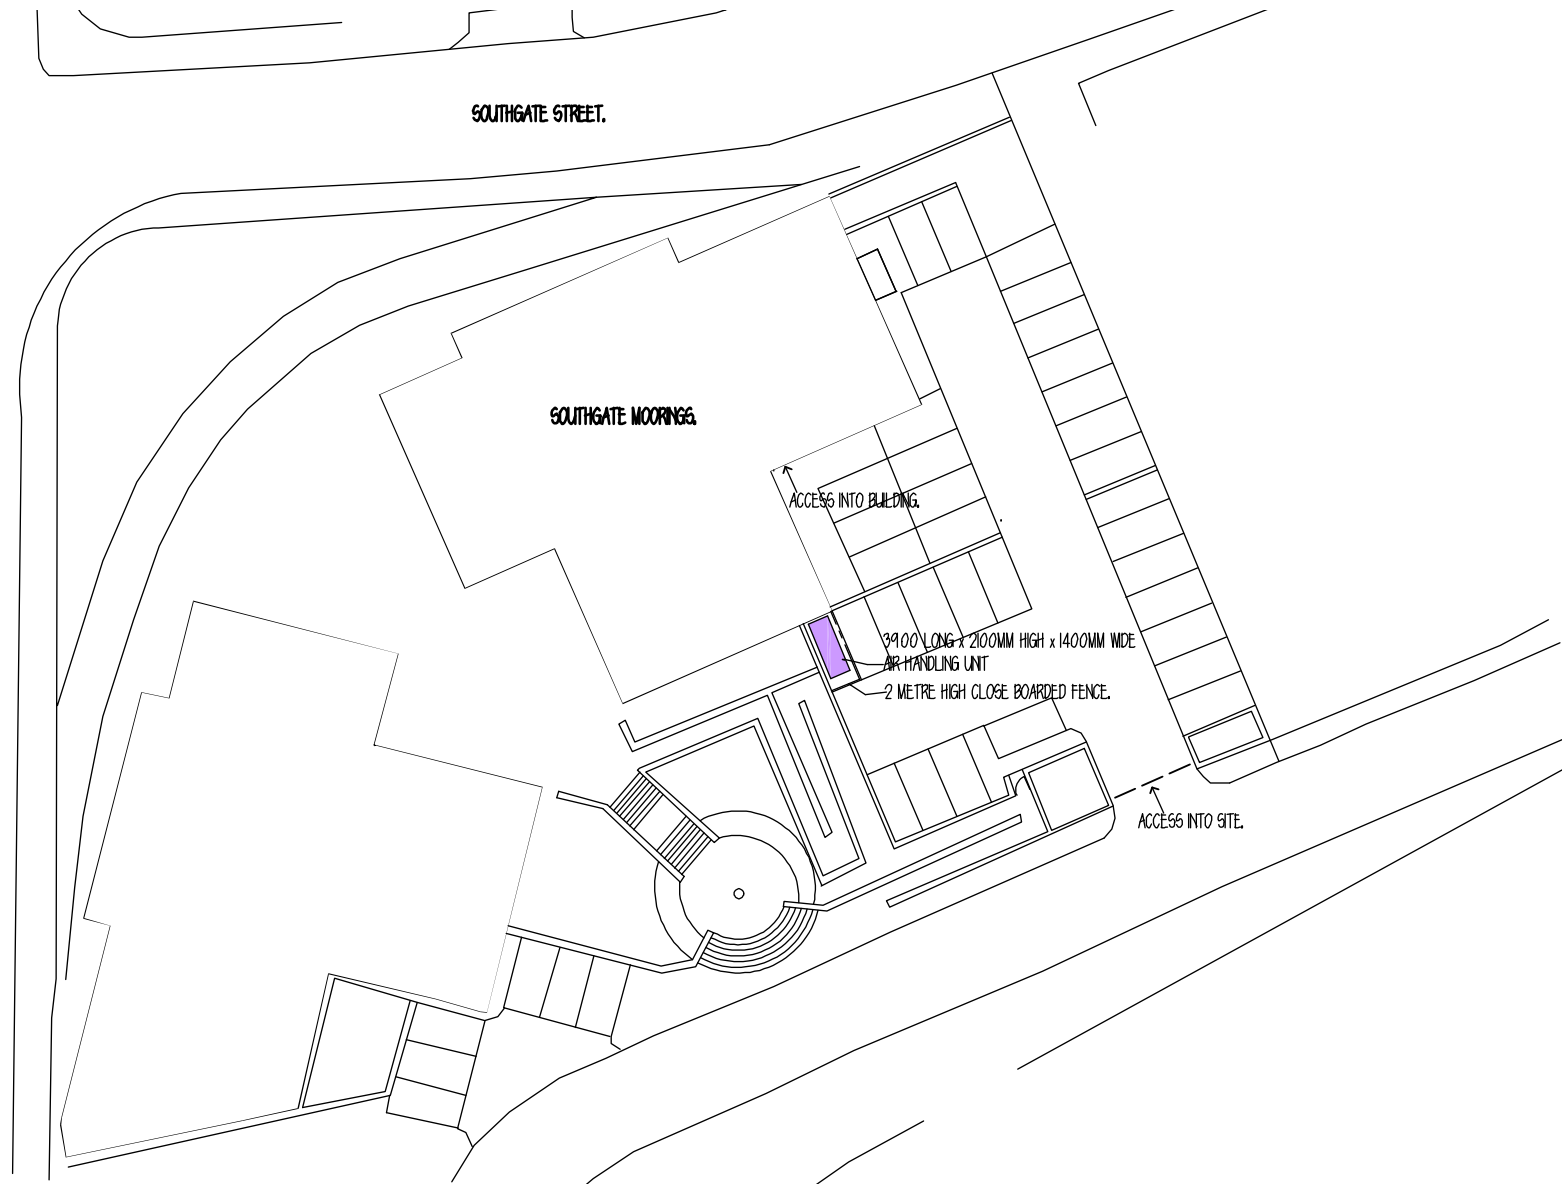 SOUTHGATE STREET.
SOUTHGATE MOORINGS.
ACCESS INTO BUILDING.
3900 LONG x 2100MM HIGH x 1400MM WIDE
AIR HANDLING UNIT
2 METRE HIGH CLOSE BOARDED FENCE.
ACCESS INTO SITE.